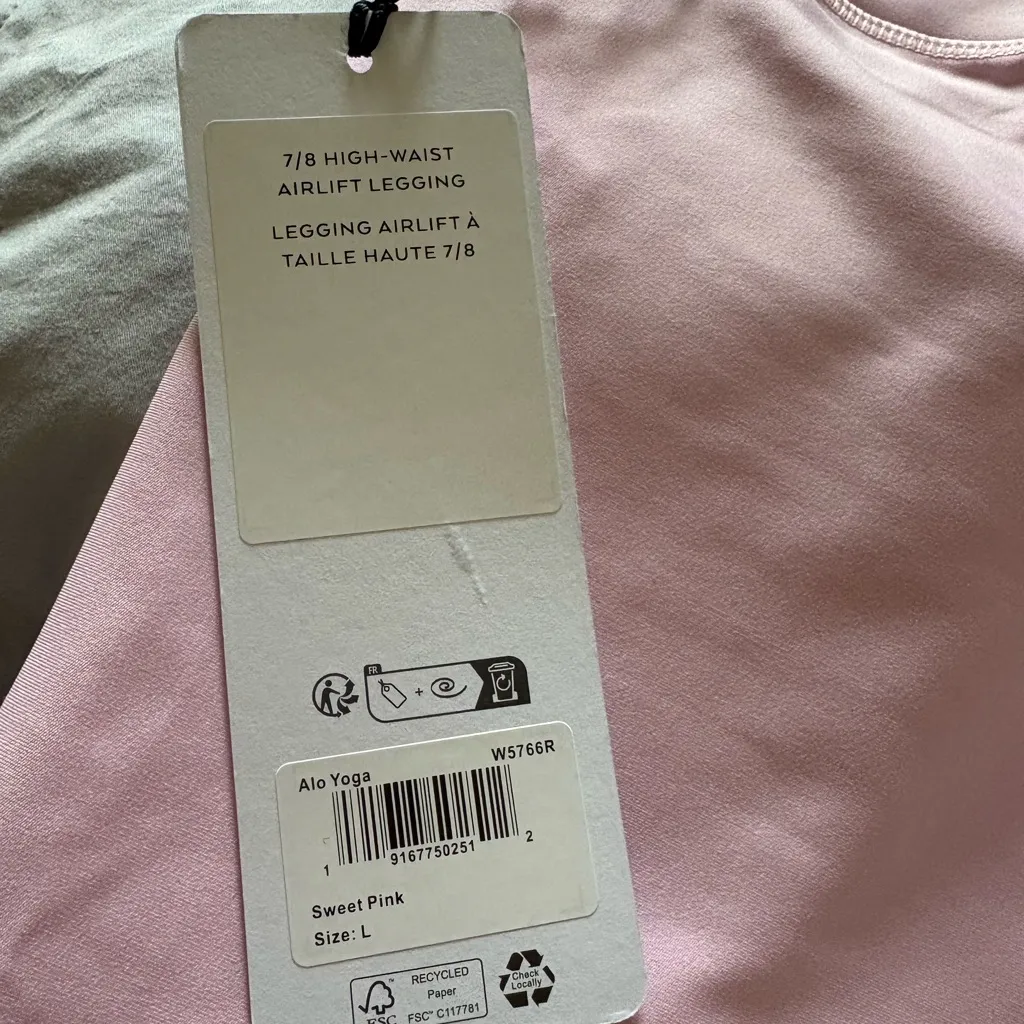 7/8 HIGH-WAIST
AIRLIFT LEGGING
LEGGING AIRLIFT À
TAILLE HAUTE 7/8
FR
+
Alo Yoga
W5766R
1 9167750251 2
Sweet Pink
Size: L
FSC™
RECYCLED
Paper
FSC™ C117781
Check
Locally